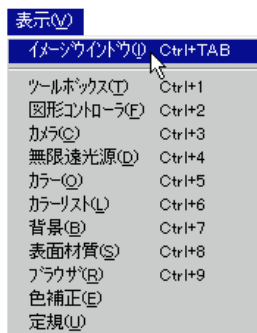 表示(V)
イメージウインドウ(I) Ctrl+TAB
ツールボックス(T) Ctrl+1
図形コントローラ(F) Ctrl+2
カメラ(C) Ctrl+3
無限遠光源(D) Ctrl+4
カラー(O) Ctrl+5
カラーリスト(L) Ctrl+6
背景(B) Ctrl+7
表面材質(S) Ctrl+8
ブラウザ(R) Ctrl+9
色補正(E)
定規(U)